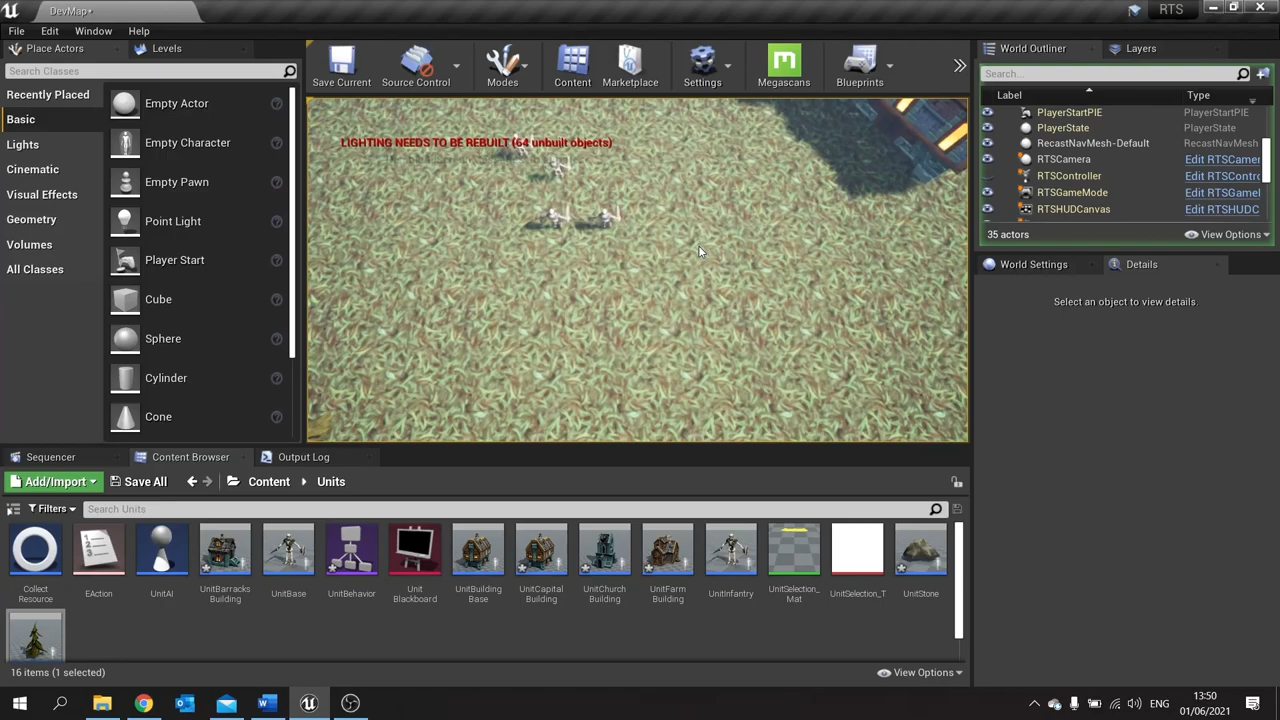 DevMap*
RTS
File Edit Window Help
Place Actors
Levels
Search Classes
Recently Placed
Basic
Lights
Cinematic
Visual Effects
Geometry
Volumes
All Classes
Empty Actor
Empty Character
Empty Pawn
Point Light
Player Start
Cube
Sphere
Cylinder
Cone
Save Current
Source Control
Modes
Content
Marketplace
Settings
Megascans
Blueprints
LIGHTING NEEDS TO BE REBUILT (64 unbuilt objects)
World Outliner
Layers
Search...
Label Type
PlayerStartPIE PlayerStartPIE
PlayerState PlayerState
RecastNavMesh-Default RecastNavMesh
RTSCamera Edit RTSCamer
RTSController Edit RTSContro
RTSGameMode Edit RTSGameI
RTSHUDCanvas Edit RTSHUDC
35 actors
View Options
World Settings
Details
Select an object to view details.
Sequencer
Content Browser
Output Log
Add/Import
Save All
Content
Units
Filters
Search Units
Collect
Resource
EAction
UnitAI
UnitBarracks
Building
UnitBase
UnitBehavior
Unit
Blackboard
UnitBuilding
Base
UnitCapital
Building
UnitChurch
Building
UnitFarm
Building
UnitInfantry
UnitSelection_
Mat
UnitSelection_T
UnitStone
16 items (1 selected)
View Options
ENG
13:50
01/06/2021